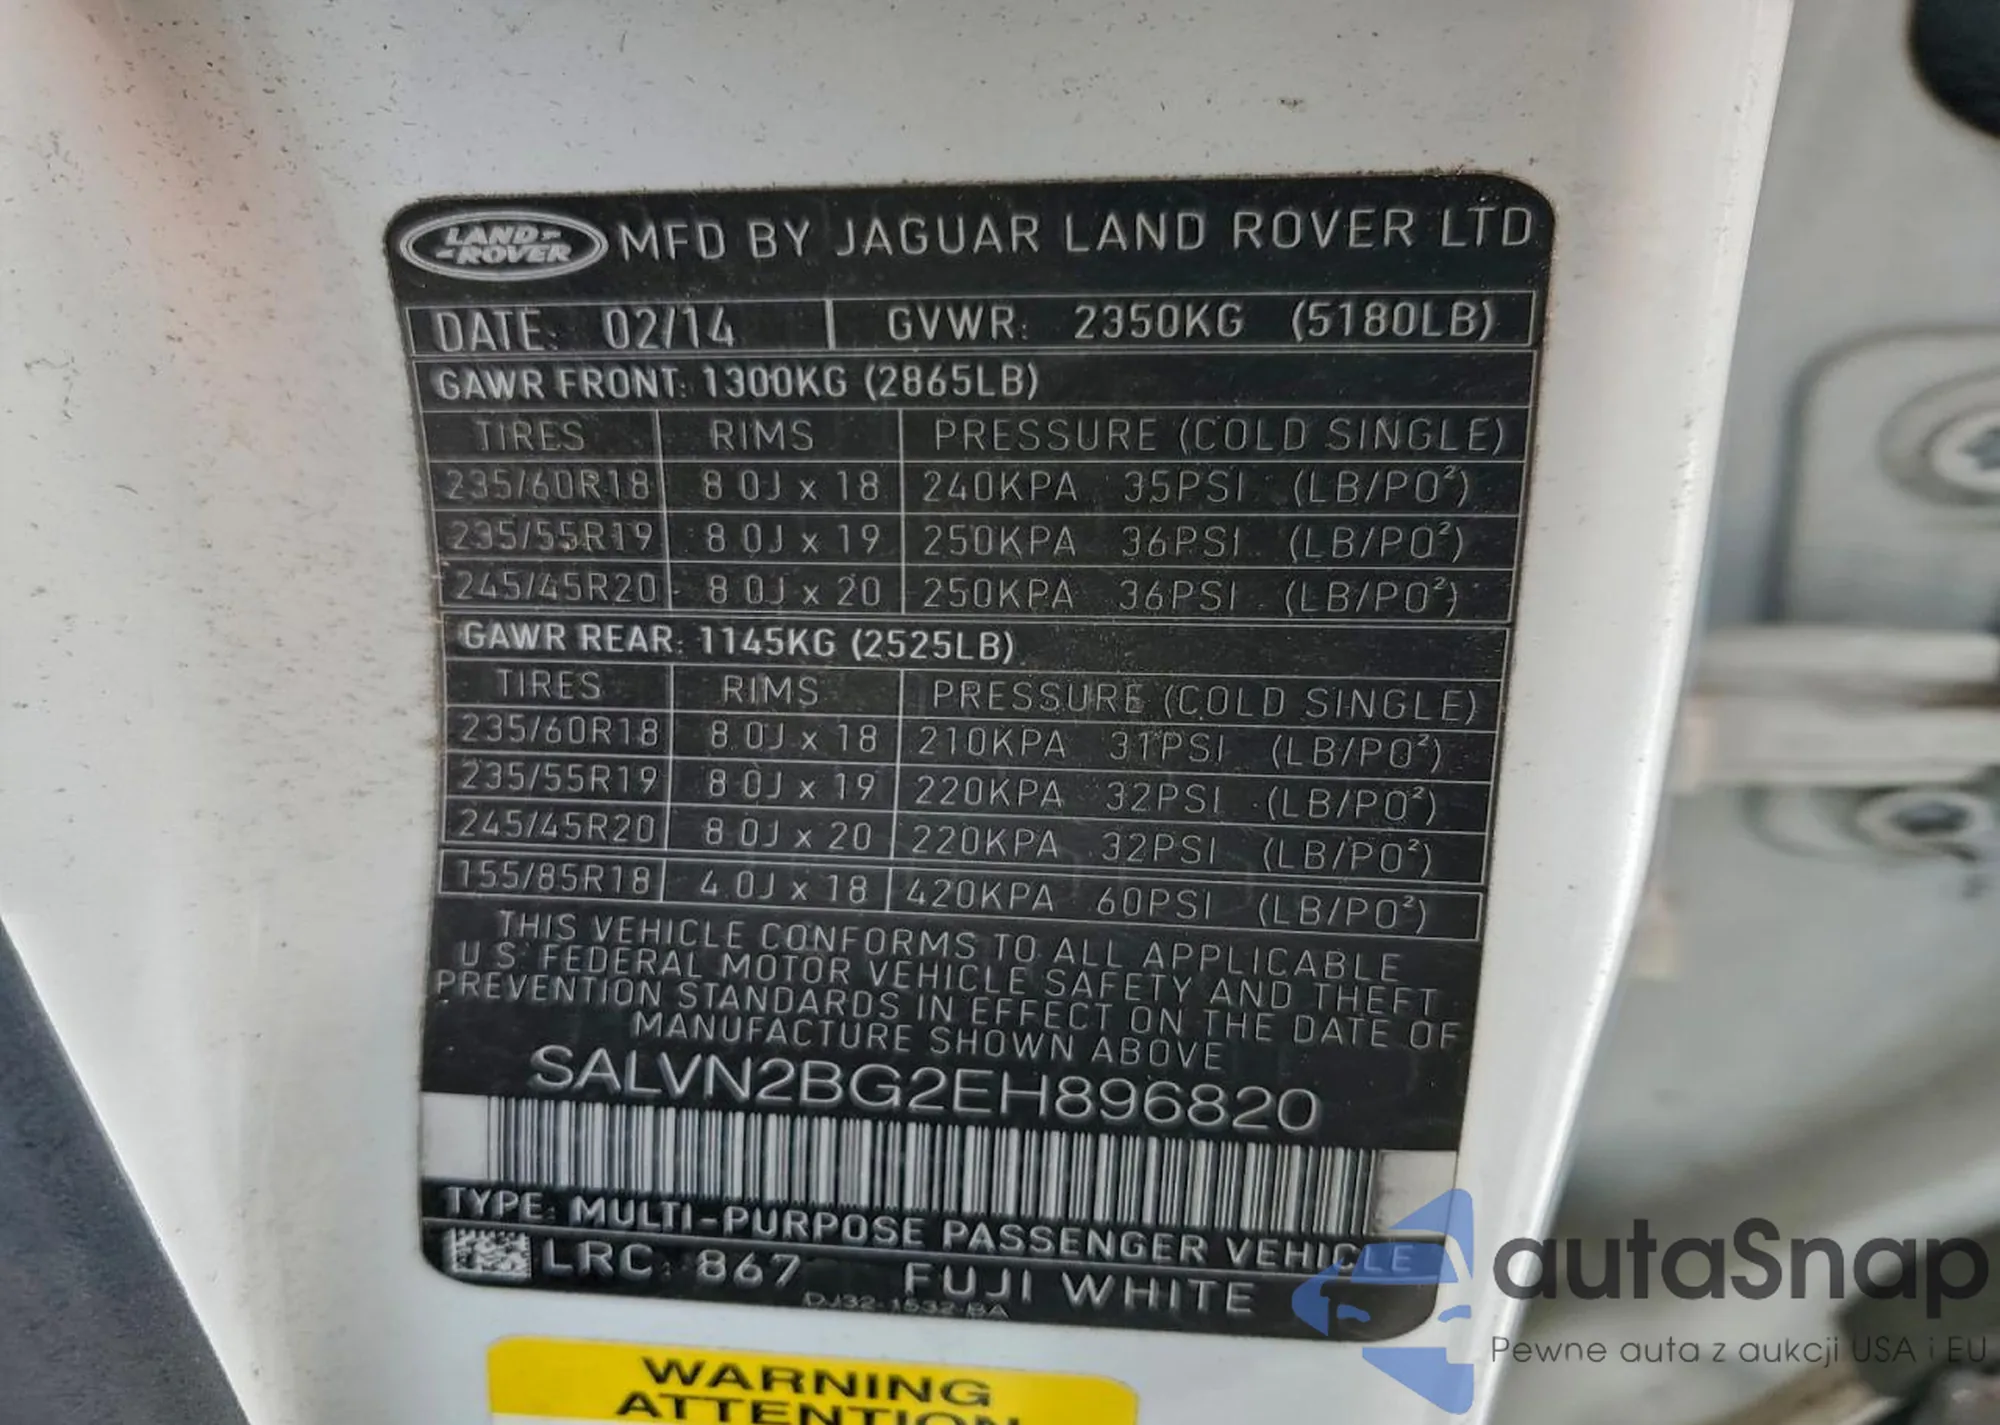 LAND ROVER MFD BY JAGUAR LAND ROVER LTD
DATE: 02/14 GVWR: 2350KG (5180LB)
GAWR FRONT: 1300KG (2865LB)
TIRES RIMS PRESSURE (COLD SINGLE)
235/60R18 8.0J x 18 240KPA 35PSI (LB/PO²)
235/55R19 8.0J x 19 250KPA 36PSI (LB/PO²)
245/45R20 8.0J x 20 250KPA 36PSI (LB/PO²)
GAWR REAR: 1145KG (2525LB)
TIRES RIMS PRESSURE (COLD SINGLE)
235/60R18 8.0J x 18 210KPA 31PSI (LB/PO²)
235/55R19 8.0J x 19 220KPA 32PSI (LB/PO²)
245/45R20 8.0J x 20 220KPA 32PSI (LB/PO²)
155/85R18 4.0J x 18 420KPA 60PSI (LB/PO²)
THIS VEHICLE CONFORMS TO ALL APPLICABLE
U.S. FEDERAL MOTOR VEHICLE SAFETY AND THEFT
PREVENTION STANDARDS IN EFFECT ON THE DATE OF
MANUFACTURE SHOWN ABOVE
SALVN2BG2EH896820
TYPE: MULTI-PURPOSE PASSENGER VEHICLE
LRC: 867 FUJI WHITE
DJ32-1532-BA
WARNING
ATTENTION
autaSnap
Pewne auta z aukcji USA i EU